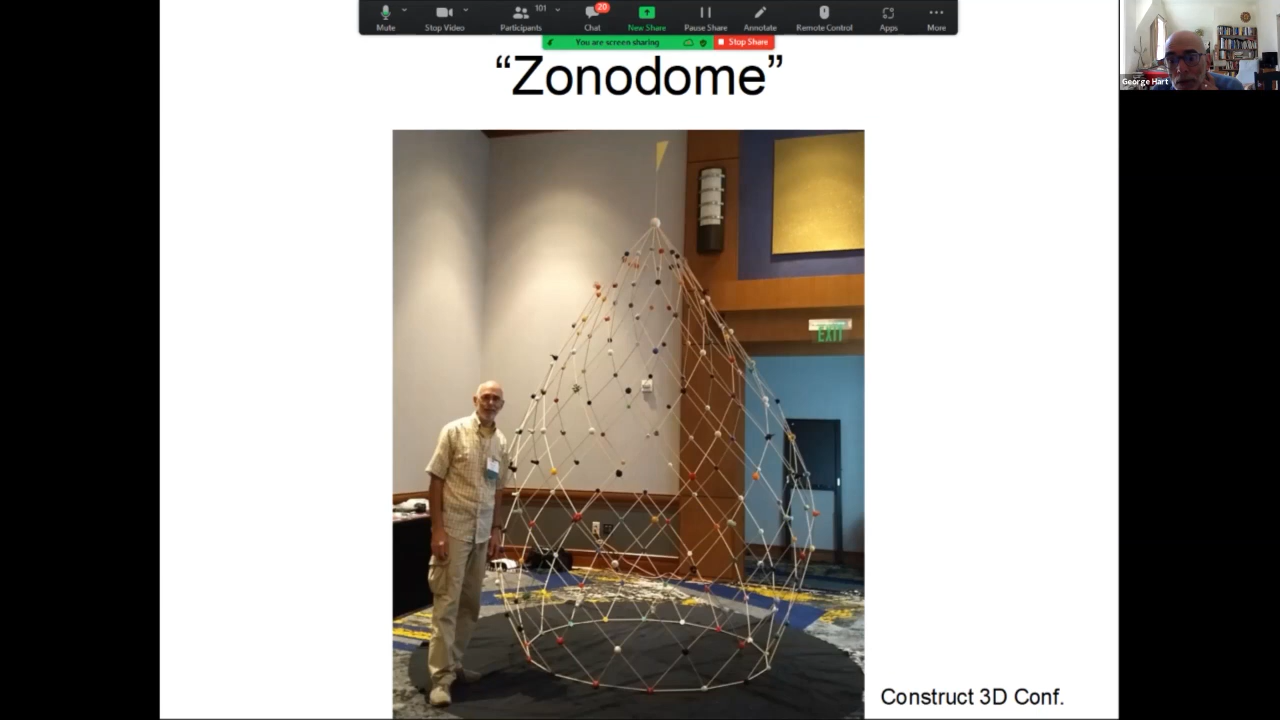 Mute
Stop Video
101
Participants
20
Chat
New Share
Pause Share
Annotate
Remote Control
Apps
More
You are screen sharing
Stop Share
George Hart
“Zonodome”
EXIT
Construct 3D Conf.